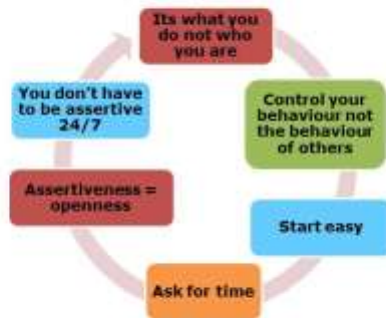 Its what you
do not who
you are
Control your
behaviour not
the behaviour
of others
Start easy
Ask for time
Assertiveness =
openness
You don't have
to be assertive
24/7